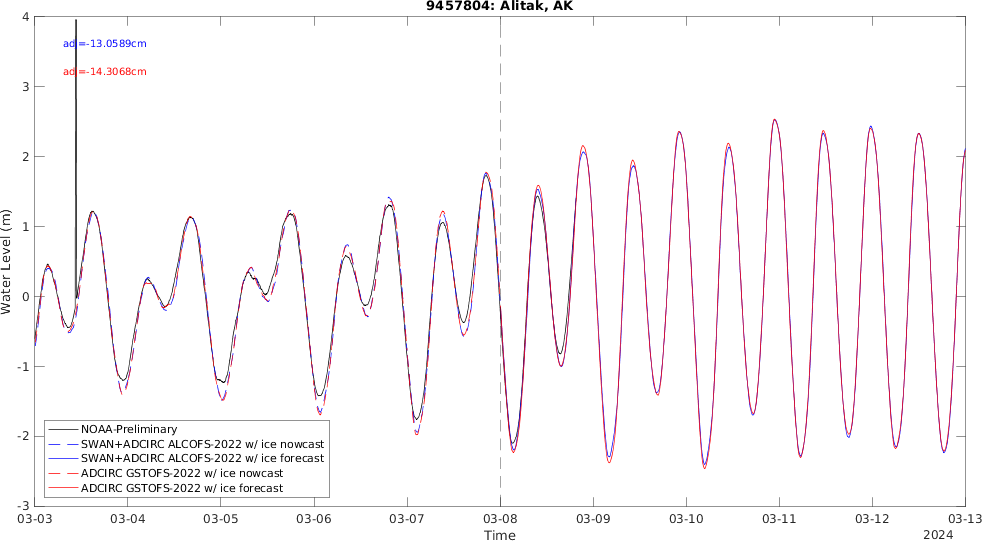 9457804: Alitak, AK
4
adj=-13.0589cm
adj=-14.3068cm
3
2
1
0
-1
-2
-3
Water Level (m)
NOAA-Preliminary
SWAN+ADCIRC ALCOFS-2022 w/ ice nowcast
SWAN+ADCIRC ALCOFS-2022 w/ ice forecast
ADCIRC GSTOFS-2022 w/ ice nowcast
ADCIRC GSTOFS-2022 w/ ice forecast
03-03 03-04 03-05 03-06 03-07 03-08 03-09 03-10 03-11 03-12 03-13
Time
2024